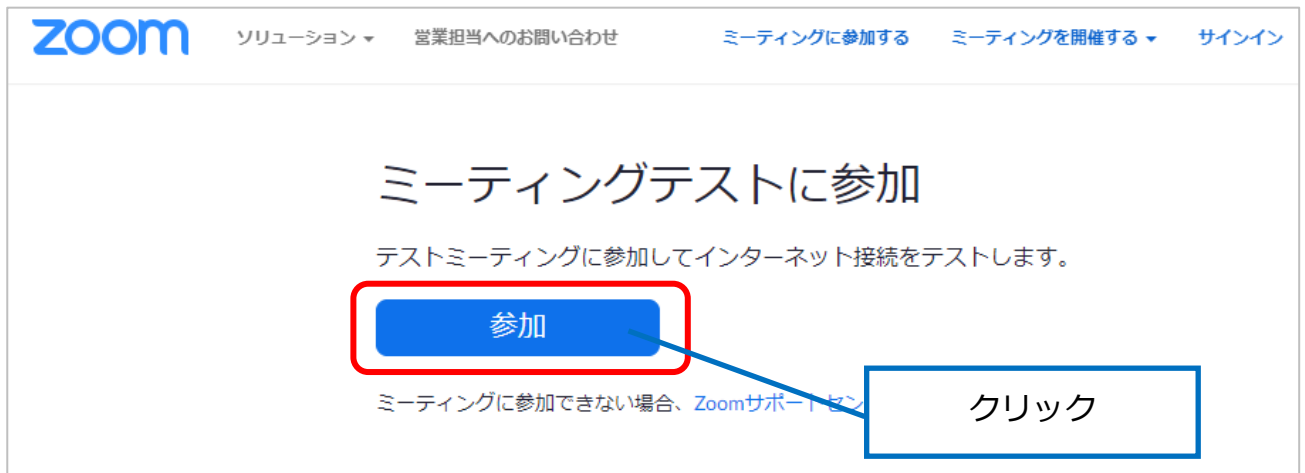 zoom ソリューション 営業担当へのお問い合わせ ミーティングに参加する ミーティングを開催する サインイン
ミーティングテストに参加
テストミーティングに参加してインターネット接続をテストします。
参加
ミーティングに参加できない場合、Zoomサポートセン
クリック